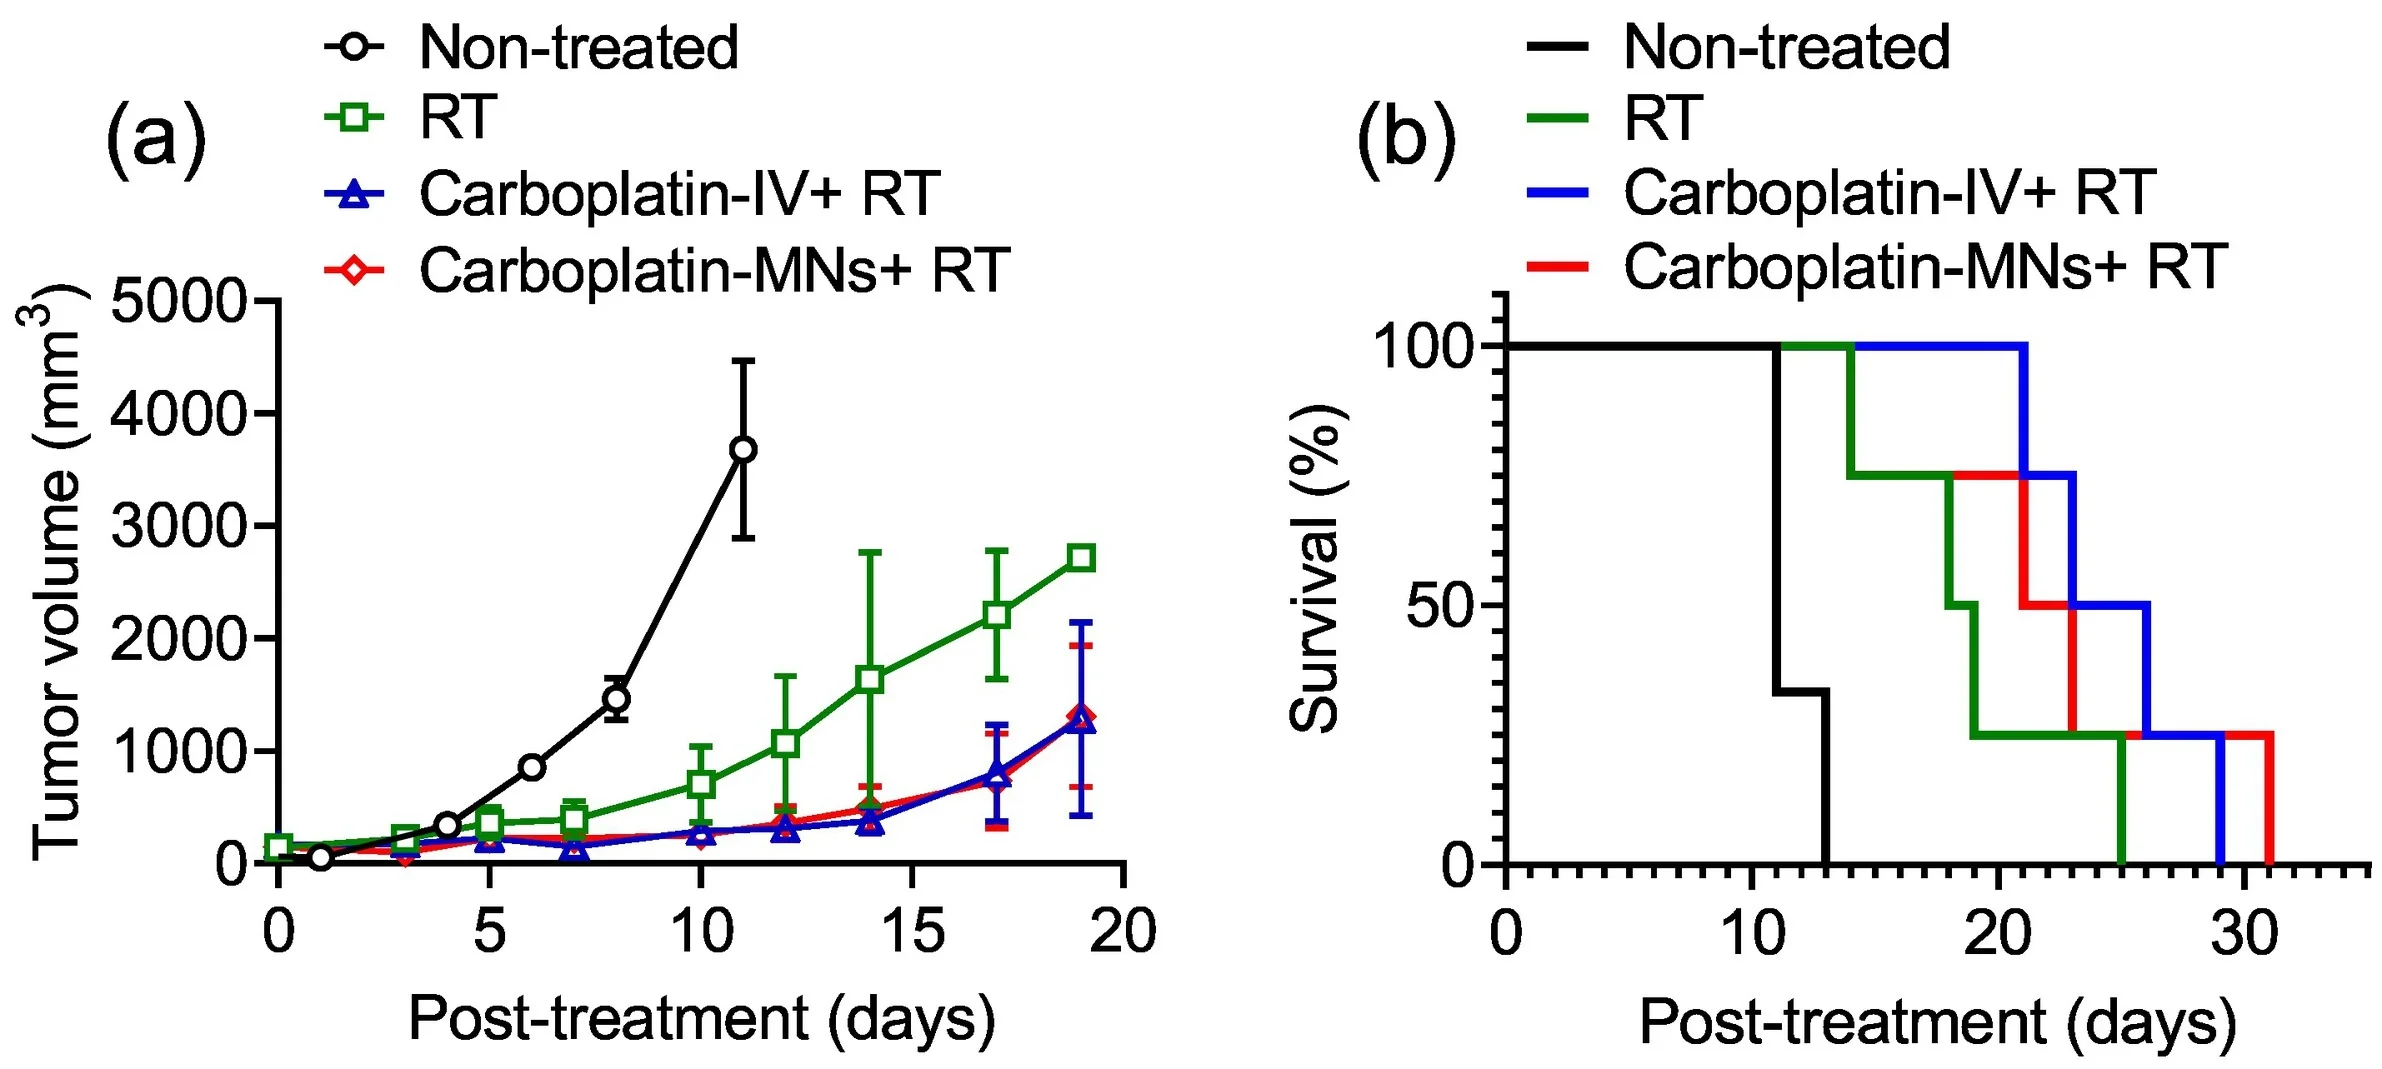 (a)
Non-treated
RT
Carboplatin-IV+ RT
Carboplatin-MNs+ RT
Tumor volume (mm³)
5000
4000
3000
2000
1000
0
0 5 10 15 20
Post-treatment (days)
(b)
Non-treated
RT
Carboplatin-IV+ RT
Carboplatin-MNs+ RT
Survival (%)
100
50
0
0 10 20 30
Post-treatment (days)